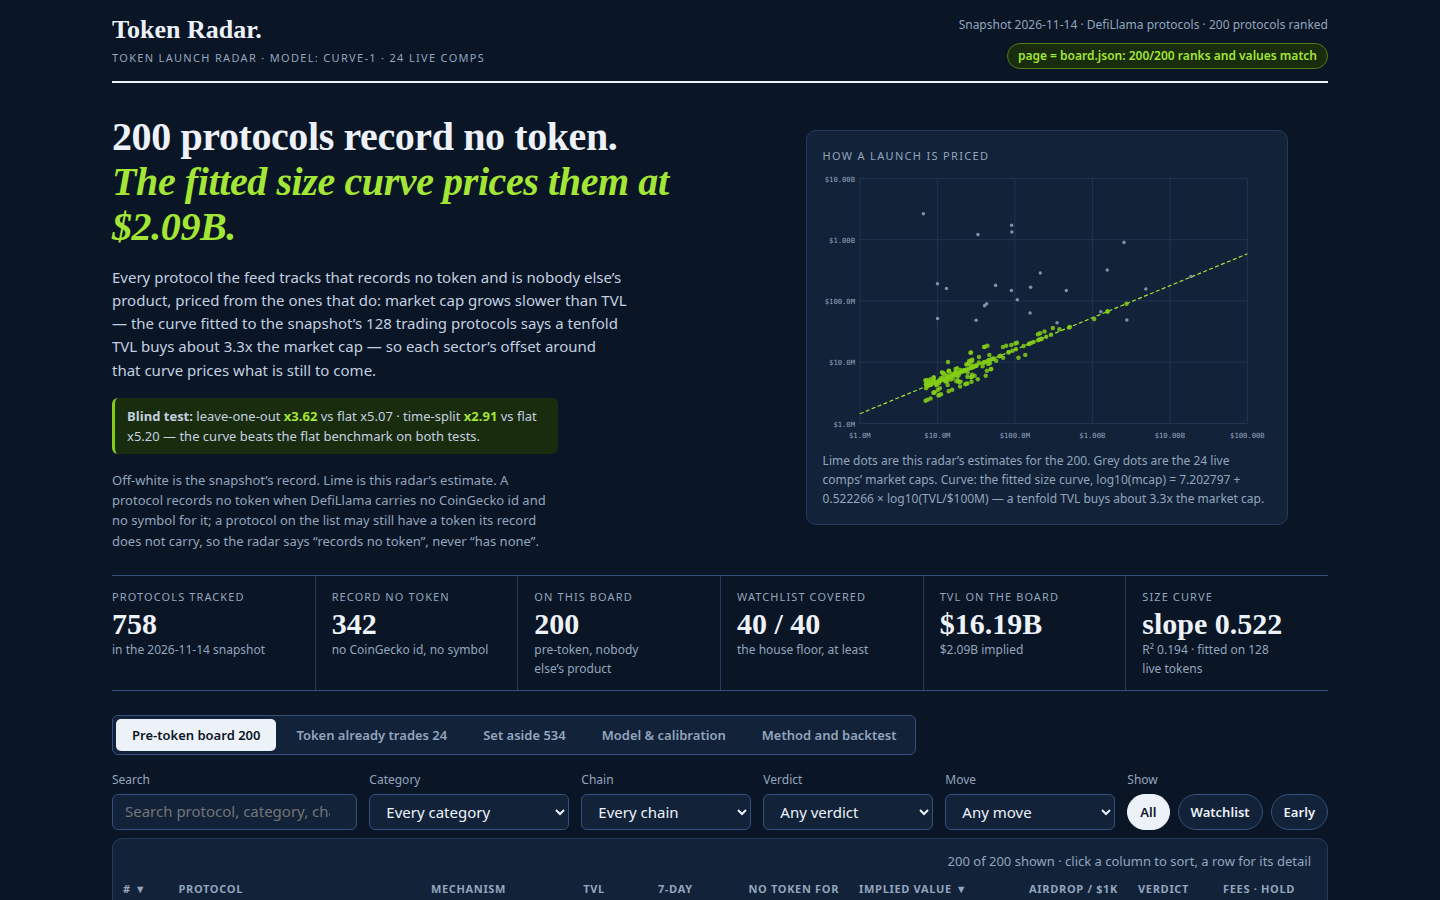 Token Radar.
TOKEN LAUNCH RADAR · MODEL: CURVE-1 · 24 LIVE COMPS
Snapshot 2026-11-14 · DefiLlama protocols · 200 protocols ranked
page = board.json: 200/200 ranks and values match
200 protocols record no token.
The fitted size curve prices them at
$2.09B.
Every protocol the feed tracks that records no token and is nobody else’s
product, priced from the ones that do: market cap grows slower than TVL
— the curve fitted to the snapshot’s 128 trading protocols says a tenfold
TVL buys about 3.3x the market cap — so each sector’s offset around
that curve prices what is still to come.
Blind test: leave-one-out x3.62 vs flat x5.07 · time-split x2.91 vs flat
x5.20 — the curve beats the flat benchmark on both tests.
Off-white is the snapshot’s record. Lime is this radar’s estimate. A
protocol records no token when DefiLlama carries no CoinGecko id and
no symbol for it; a protocol on the list may still have a token its record
does not carry, so the radar says “records no token”, never “has none”.
HOW A LAUNCH IS PRICED
$10.00B
$1.00B
$100.0M
$10.0M
$1.0M
$1.0M $10.0M $100.0M $1.00B $10.00B $100.00B
Lime dots are this radar’s estimates for the 200. Grey dots are the 24 live
comps’ market caps. Curve: the fitted size curve, log10(mcap) = 7.202797 +
0.522266 × log10(TVL/$100M) — a tenfold TVL buys about 3.3x the market cap.
PROTOCOLS TRACKED
758
in the 2026-11-14 snapshot
RECORD NO TOKEN
342
no CoinGecko id, no symbol
ON THIS BOARD
200
pre-token, nobody
else’s product
WATCHLIST COVERED
40 / 40
the house floor, at least
TVL ON THE BOARD
$16.19B
$2.09B implied
SIZE CURVE
slope 0.522
R² 0.194 · fitted on 128
live tokens
Pre-token board 200 Token already trades 24 Set aside 534 Model & calibration Method and backtest
Search Category Chain Verdict Move Show
Search protocol, category, cha Every category Every chain Any verdict Any move All Watchlist Early
200 of 200 shown · click a column to sort, a row for its detail
# ▼ PROTOCOL MECHANISM TVL 7-DAY NO TOKEN FOR IMPLIED VALUE ▼ AIRDROP / $1K VERDICT FEES · HOLD